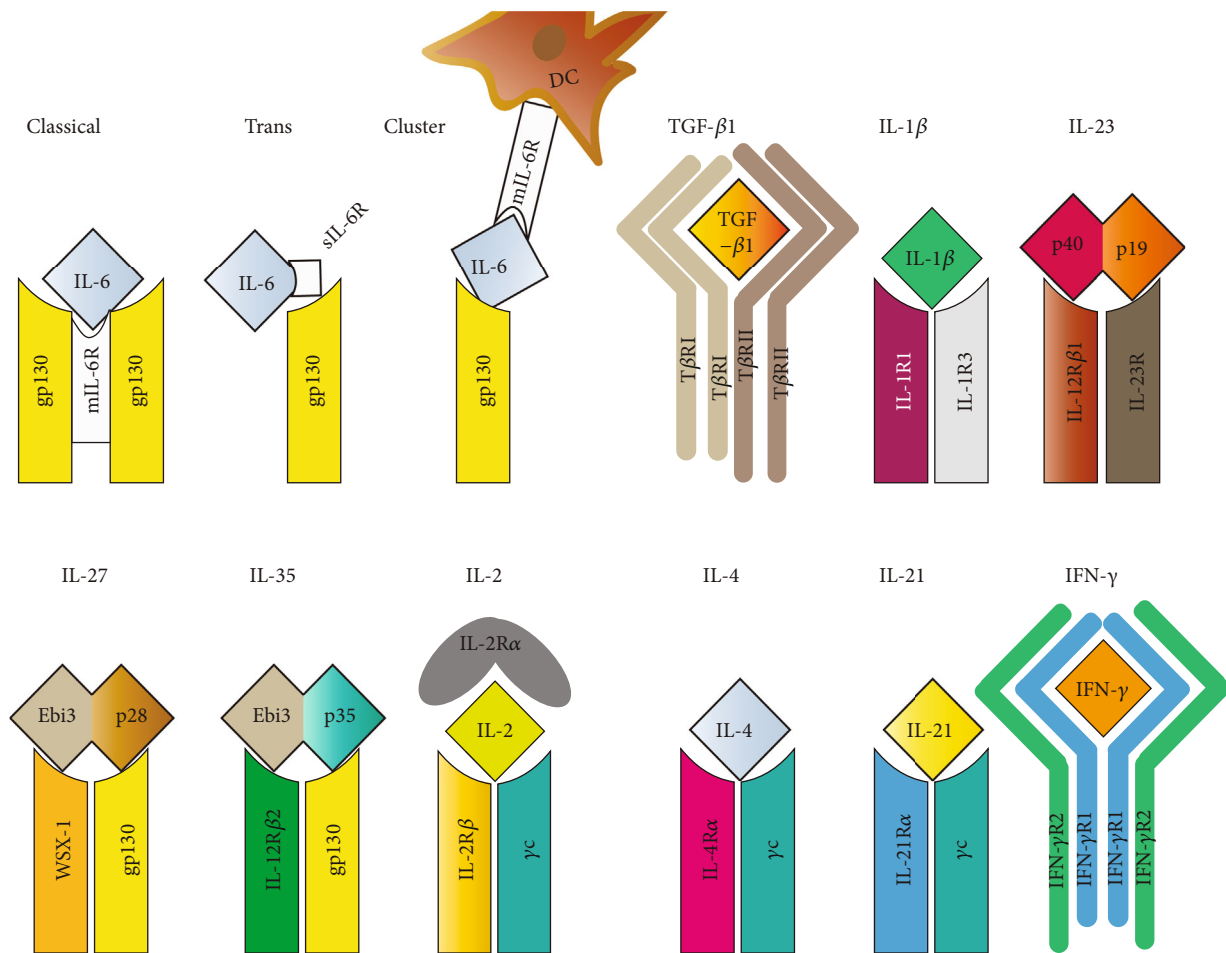 DC
Classical
Trans
Cluster
TGF-β1
IL-1β
IL-23
IL-6
mIL-6R
gp130
gp130
IL-6
sIL-6R
gp130
mIL-6R
IL-6
gp130
TGF
-β1
TβRI
TβRI
TβRII
TβRII
IL-1β
IL-1R1
IL-1R3
p40
p19
IL-12Rβ1
IL-23R
IL-27
IL-35
IL-2
IL-4
IL-21
IFN-γ
Ebi3
p28
WSX-1
gp130
Ebi3
p35
IL-12Rβ2
gp130
IL-2Rα
IL-2
IL-2Rβ
γc
IL-4
IL-4Rα
γc
IL-21
IL-21Rα
γc
IFN-γ
IFN-γR2
IFN-γR1
IFN-γR1
IFN-γR2